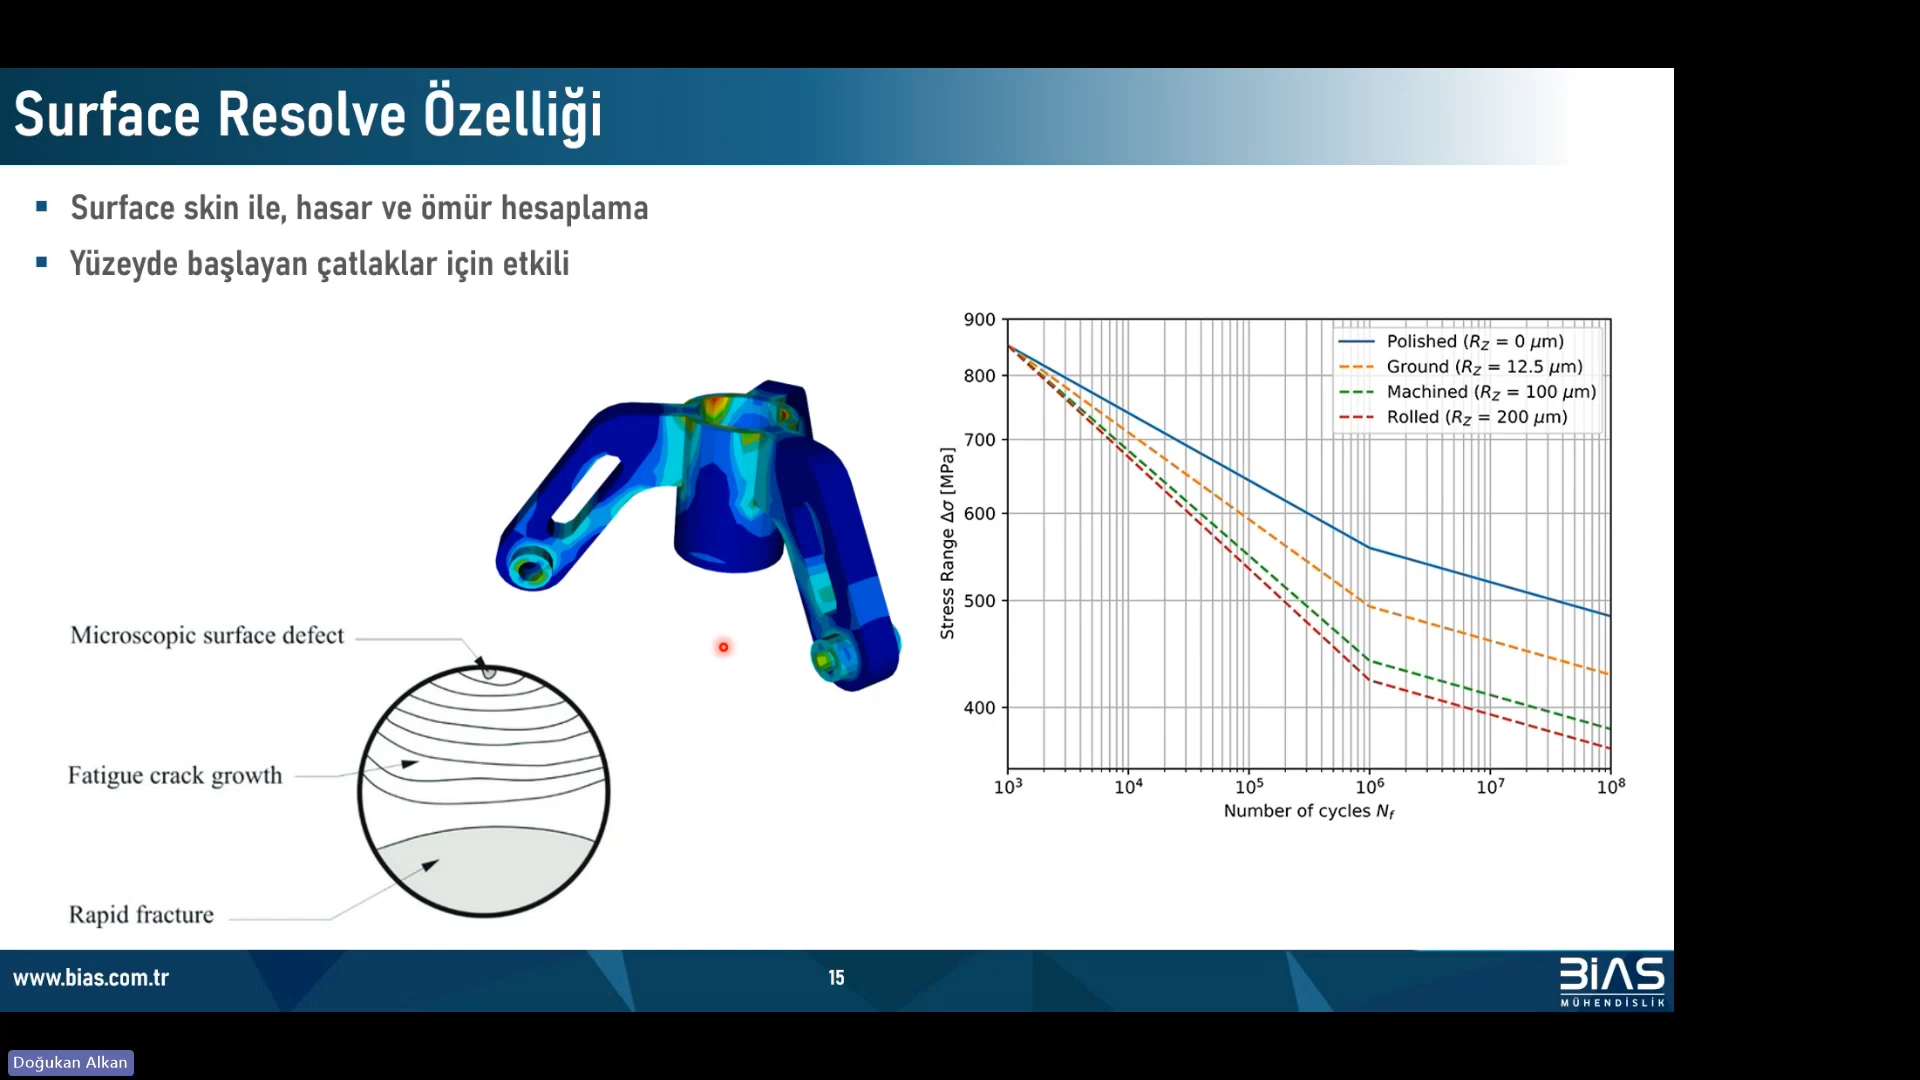 Surface Resolve Özelliği
▪ Surface skin ile, hasar ve ömür hesaplama
▪ Yüzeyde başlayan çatlaklar için etkili
Microscopic surface defect
Fatigue crack growth
Rapid fracture
900
800
700
600
500
400
Stress Range Δσ [MPa]
Polished (R_Z = 0 μm)
Ground (R_Z = 12.5 μm)
Machined (R_Z = 100 μm)
Rolled (R_Z = 200 μm)
10³ 10⁴ 10⁵ 10⁶ 10⁷ 10⁸
Number of cycles N_f
www.bias.com.tr
15
BiAS
MÜHENDİSLİK
Doğukan Alkan